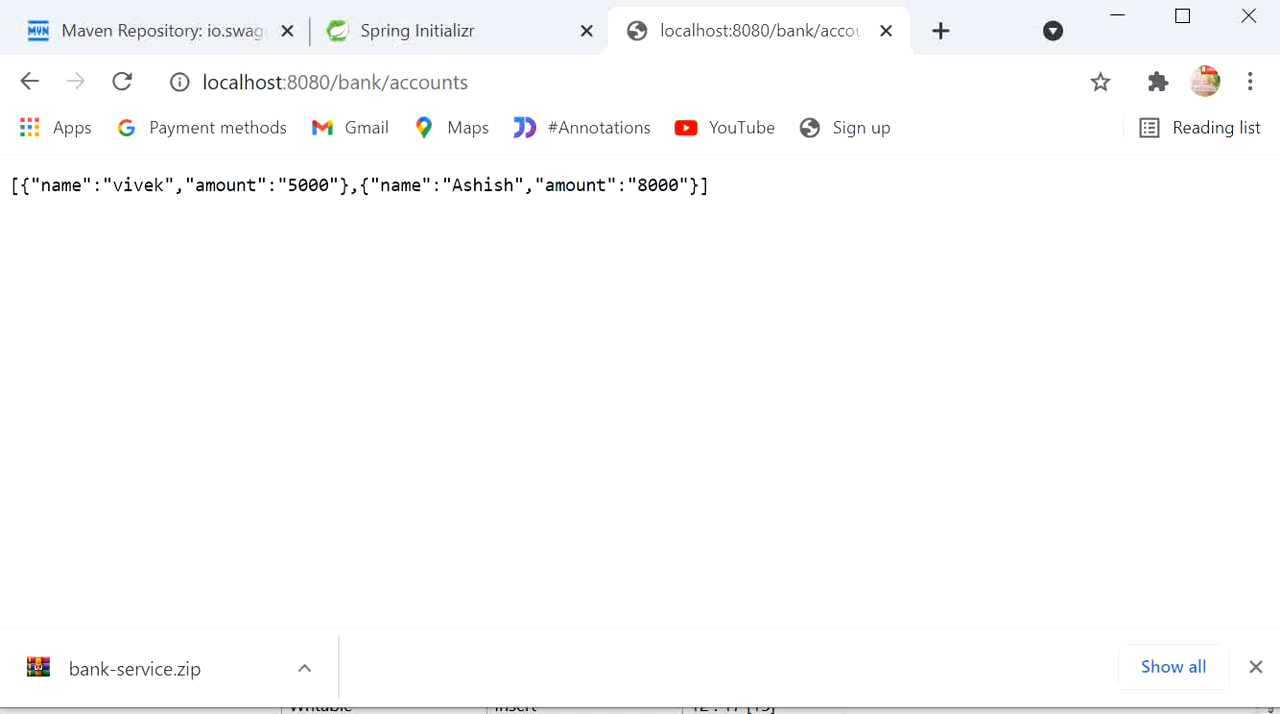 Maven Repository: io.swag
Spring Initializr
localhost:8080/bank/accou
localhost:8080/bank/accounts
Apps
Payment methods
Gmail
Maps
#Annotations
YouTube
Sign up
Reading list
[{"name":"vivek","amount":"5000"},{"name":"Ashish","amount":"8000"}]
bank-service.zip
Show all